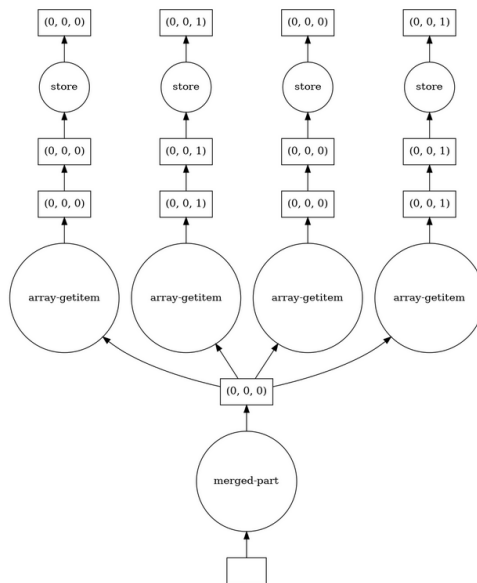 (0, 0, 0) (0, 0, 1) (0, 0, 0) (0, 0, 1)
store store store store
(0, 0, 0) (0, 0, 1) (0, 0, 0) (0, 0, 1)
(0, 0, 0) (0, 0, 1) (0, 0, 0) (0, 0, 1)
array-getitem array-getitem array-getitem array-getitem
(0, 0, 0)
merged-part